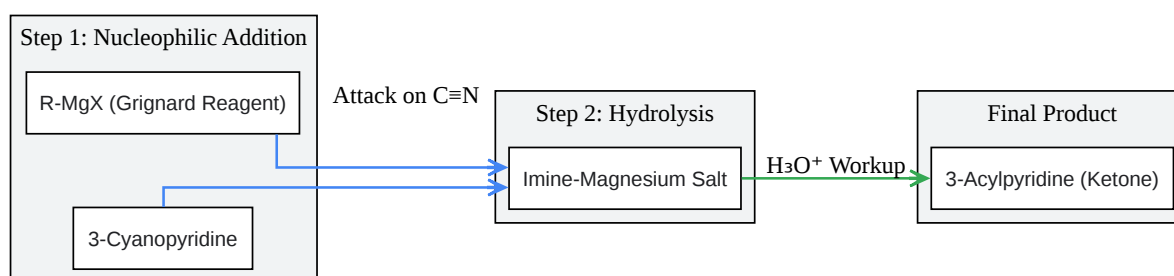 Step 1: Nucleophilic Addition
R-MgX (Grignard Reagent)
3-Cyanopyridine
Attack on C≡N
Step 2: Hydrolysis
Imine-Magnesium Salt
H₃O⁺ Workup
Final Product
3-Acylpyridine (Ketone)